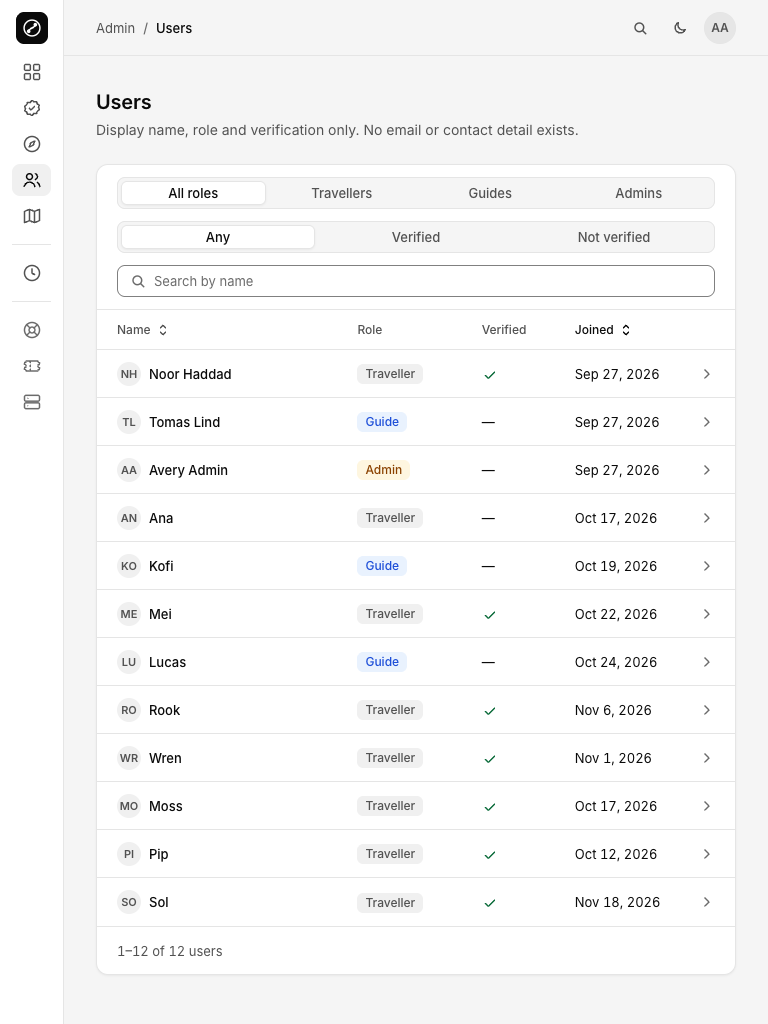 Admin / Users
AA
Users
Display name, role and verification only. No email or contact detail exists.
All roles Travellers Guides Admins
Any Verified Not verified
Search by name
Name Role Verified Joined
NH Noor Haddad Traveller Sep 27, 2026
TL Tomas Lind Guide — Sep 27, 2026
AA Avery Admin Admin — Sep 27, 2026
AN Ana Traveller — Oct 17, 2026
KO Kofi Guide — Oct 19, 2026
ME Mei Traveller Oct 22, 2026
LU Lucas Guide — Oct 24, 2026
RO Rook Traveller Nov 6, 2026
WR Wren Traveller Nov 1, 2026
MO Moss Traveller Oct 17, 2026
PI Pip Traveller Oct 12, 2026
SO Sol Traveller Nov 18, 2026
1–12 of 12 users